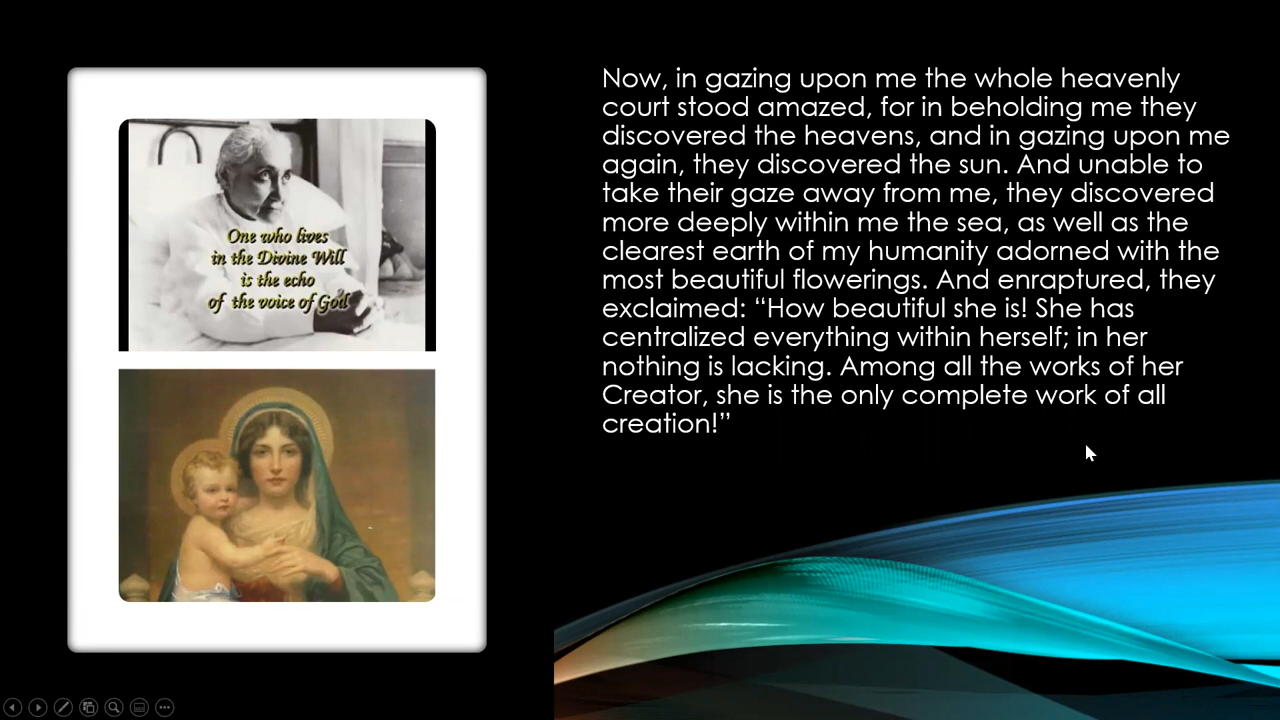 One who lives
in the Divine Will
is the echo
of the voice of God
Now, in gazing upon me the whole heavenly
court stood amazed, for in beholding me they
discovered the heavens, and in gazing upon me
again, they discovered the sun. And unable to
take their gaze away from me, they discovered
more deeply within me the sea, as well as the
clearest earth of my humanity adorned with the
most beautiful flowerings. And enraptured, they
exclaimed: “How beautiful she is! She has
centralized everything within herself; in her
nothing is lacking. Among all the works of her
Creator, she is the only complete work of all
creation!”